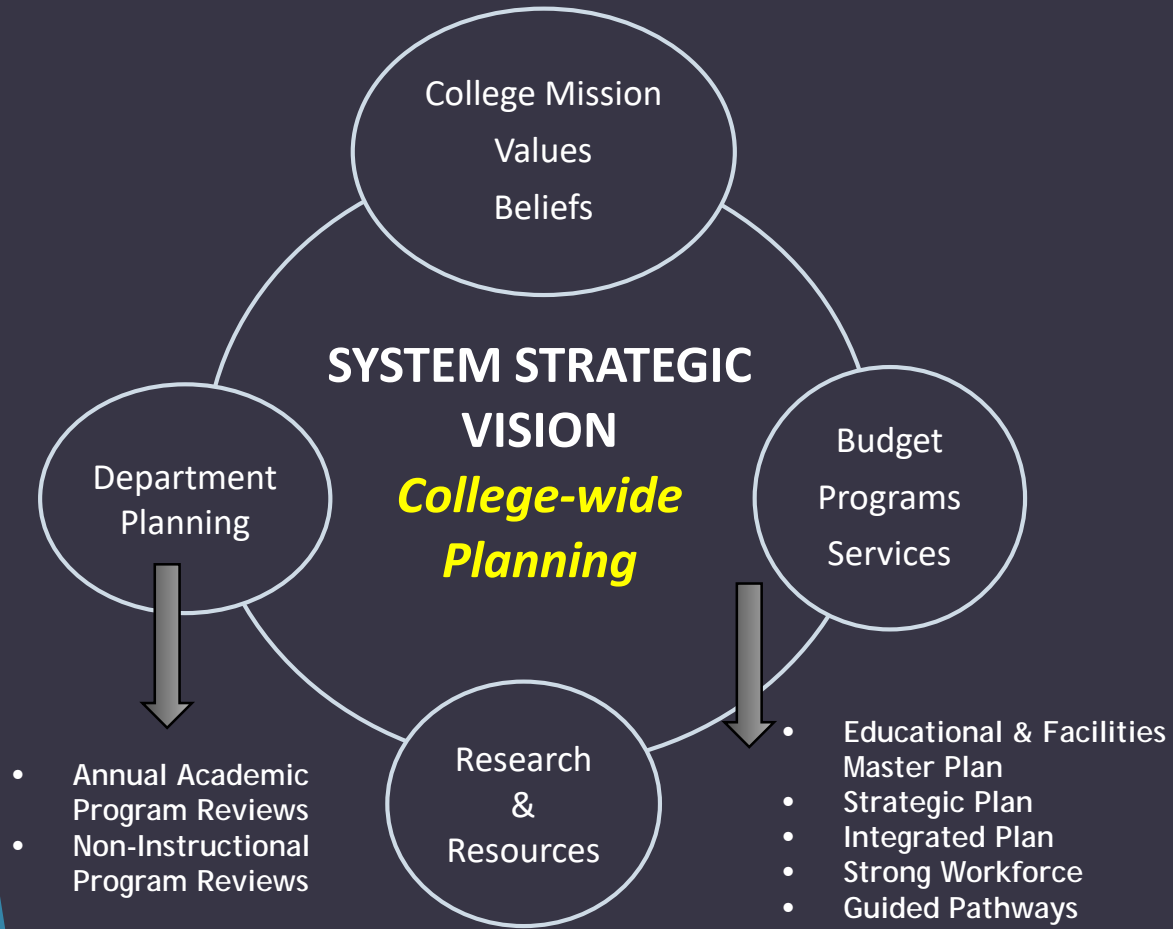 College Mission
Values
Beliefs
SYSTEM STRATEGIC
VISION
College-wide
Planning
Department
Planning
Budget
Programs
Services
Research
&
Resources
• Annual Academic
Program Reviews
• Non-Instructional
Program Reviews
• Educational & Facilities
Master Plan
• Strategic Plan
• Integrated Plan
• Strong Workforce
• Guided Pathways